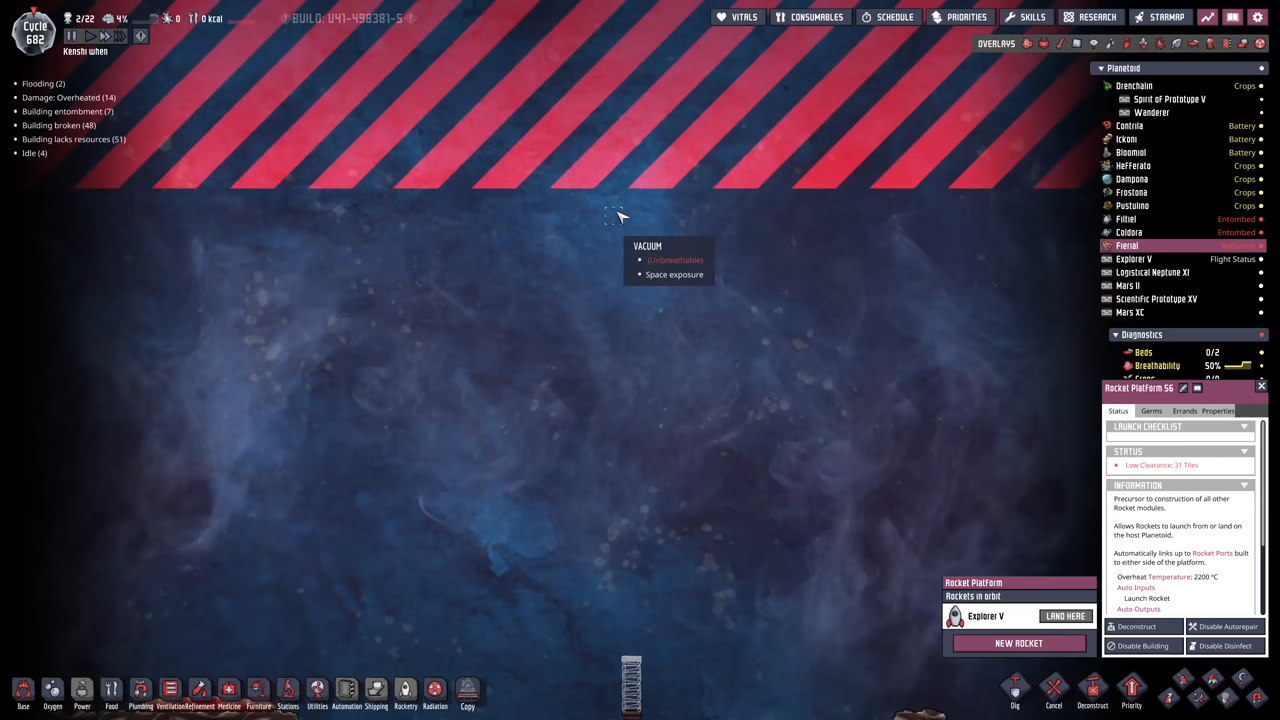 Cycle
682
2/22
4%
0
0 kcal
BUILD: U41-498381-S
Kenshi when
VITALS
CONSUMABLES
SCHEDULE
PRIORITIES
SKILLS
RESEARCH
STARMAP
OVERLAYS
Flooding (2)
Damage: Overheated (14)
Building entombment (7)
Building broken (48)
Building lacks resources (51)
Idle (4)
VACUUM
(Unbreathable)
Space exposure
Planetoid
Drenchalin Crops
Spirit of Prototype V
Wanderer
Contrila Battery
Ickoni Battery
Bloomiol Battery
Hefferato Crops
Dampona Crops
Frostona Crops
Pustulino Crops
Filtiel Entombed
Coldora Entombed
Fierial Radiation
Explorer V Flight Status
Logistical Neptune XI
Mars II
Scientific Prototype XV
Mars XC
Diagnostics
Beds 0/2
Breathability 50%
Rocket Platform 56
Status Germs Errands Properties
LAUNCH CHECKLIST
STATUS
Low Clearance: 31 Tiles
INFORMATION
Precursor to construction of all other
Rocket modules.
Allows Rockets to launch from or land on
the host Planetoid.
Automatically links up to Rocket Ports built
to either side of the platform.
Overheat Temperature: 2200 °C
Auto Inputs
Launch Rocket
Auto Outputs
Deconstruct
Disable Autorepair
Disable Building
Disable Disinfect
Rocket Platform
Rockets in orbit
Explorer V LAND HERE
NEW ROCKET
Base
Oxygen
Power
Food
Plumbing
Ventilation
Refinement
Medicine
Furniture
Stations
Utilities
Automation
Shipping
Rocketry
Radiation
Copy
Dig
Cancel
Deconstruct
Priority